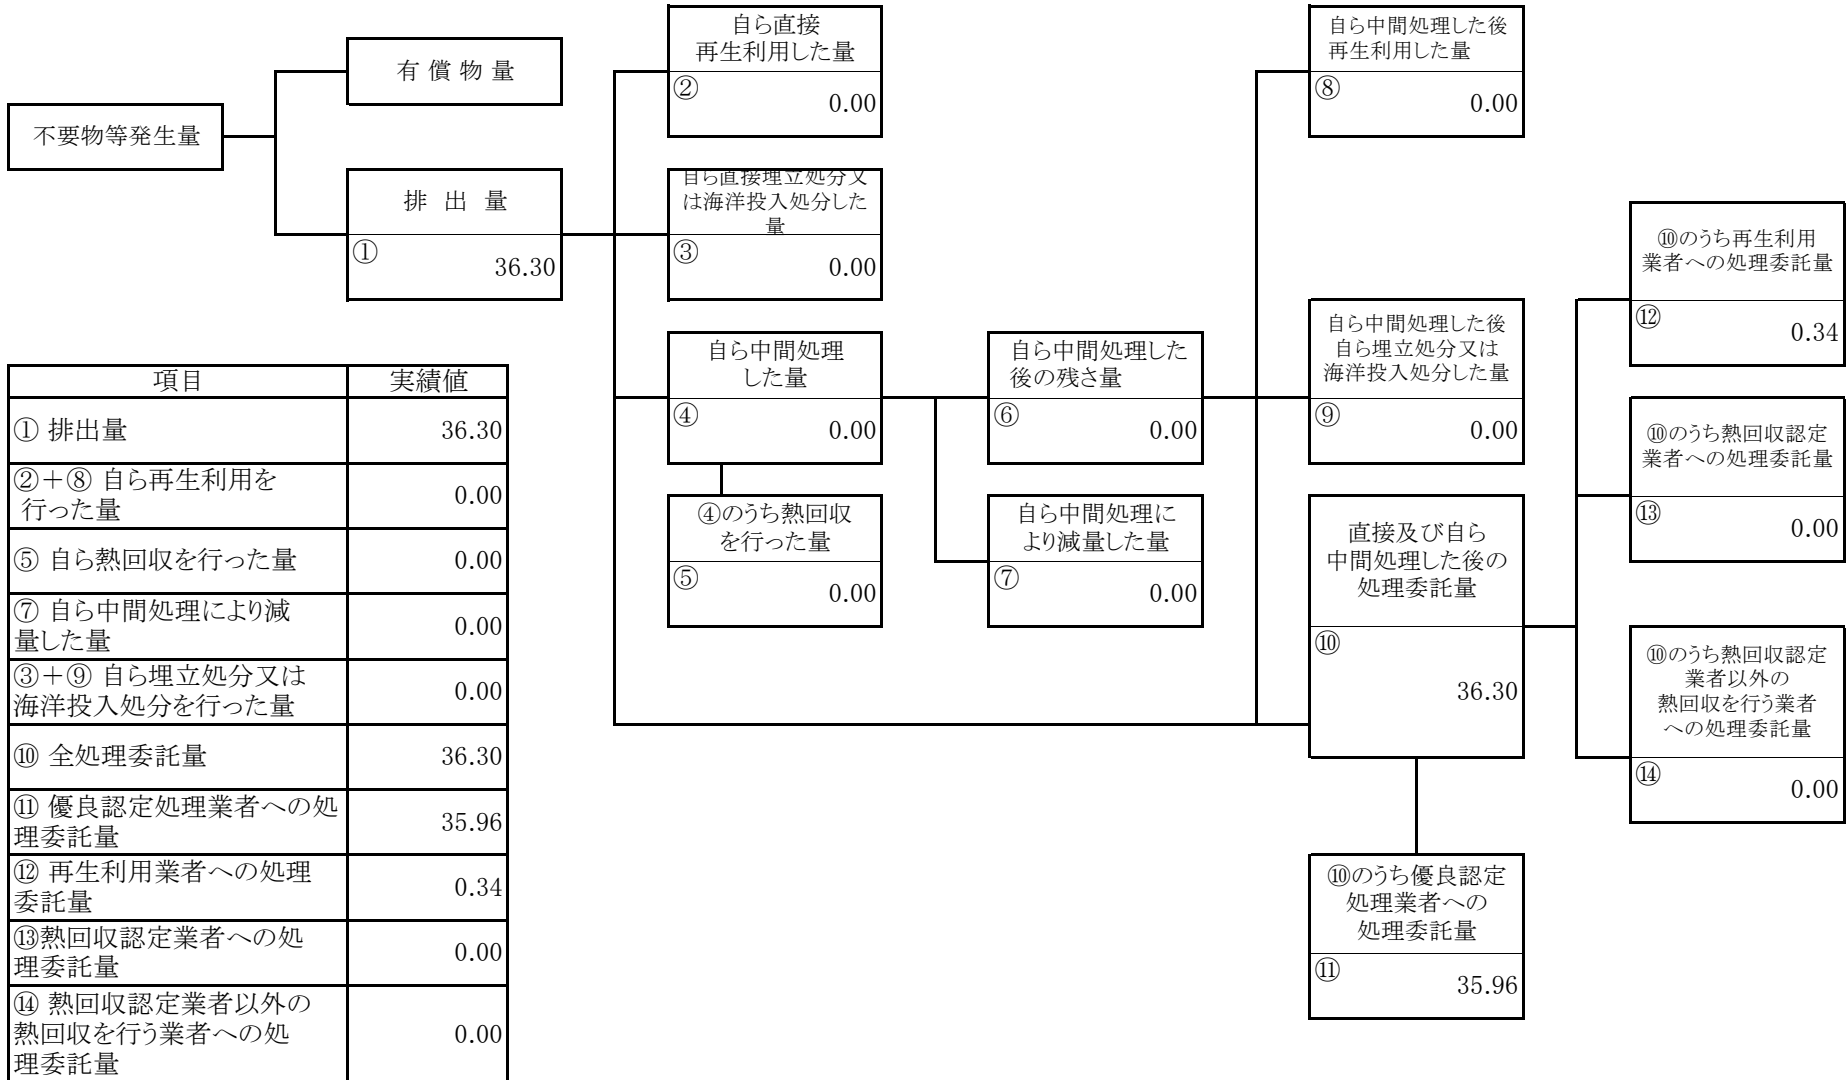 不要物等発生量
有償物量
排出量
①
36.30
自ら直接
再生利用した量
②
0.00
自ら直接埋立処分又
は海洋投入処分した
量
③
0.00
自ら中間処理
した量
④
0.00
④のうち熱回収
を行った量
⑤
0.00
自ら中間処理した
後の残さ量
⑥
0.00
自ら中間処理に
より減量した量
⑦
0.00
自ら中間処理した後
再生利用した量
⑧
0.00
自ら中間処理した後
自ら埋立処分又は
海洋投入処分した量
⑨
0.00
直接及び自ら
中間処理した後の
処理委託量
⑩
36.30
⑩のうち優良認定
処理業者への
処理委託量
⑪
35.96
⑩のうち再生利用
業者への処理委託量
⑫
0.34
⑩のうち熱回収認定
業者への処理委託量
⑬
0.00
⑩のうち熱回収認定
業者以外の
熱回収を行う業者
への処理委託量
⑭
0.00
項目 実績値
① 排出量 36.30
②＋⑧ 自ら再生利用を
行った量 0.00
⑤ 自ら熱回収を行った量 0.00
⑦ 自ら中間処理により減
量した量 0.00
③＋⑨ 自ら埋立処分又は
海洋投入処分を行った量 0.00
⑩ 全処理委託量 36.30
⑪ 優良認定処理業者への処
理委託量 35.96
⑫ 再生利用業者への処理
委託量 0.34
⑬熱回収認定業者への処
理委託量 0.00
⑭ 熱回収認定業者以外の
熱回収を行う業者への処
理委託量 0.00